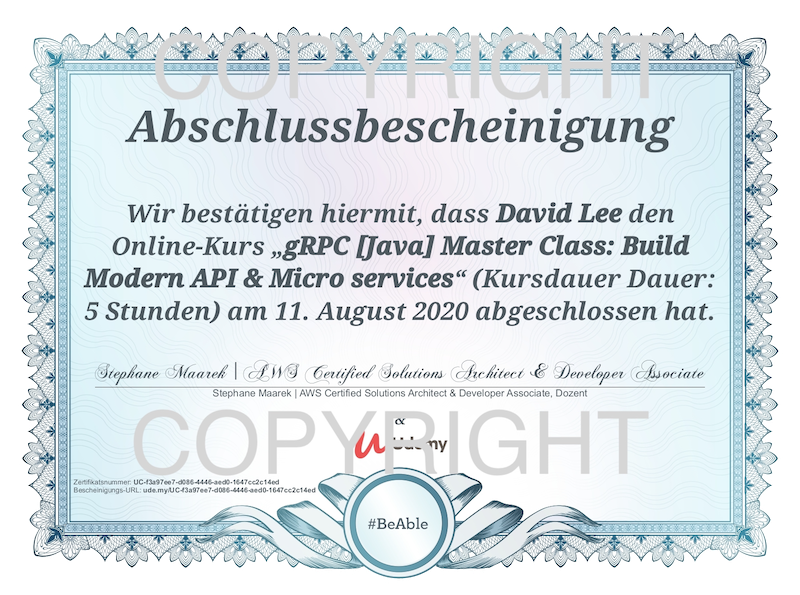 COPYRIGHT
Abschlussbescheinigung
Wir bestätigen hiermit, dass David Lee den
Online-Kurs „gRPC [Java] Master Class: Build
Modern API & Micro services“ (Kursdauer Dauer:
5 Stunden) am 11. August 2020 abgeschlossen hat.
Stephane Maarek | AWS Certified Solutions Architect & Developer Associate
Stephane Maarek | AWS Certified Solutions Architect & Developer Associate, Dozent
&
COPYRIGHT
Udemy
Zertifikatsnummer: UC-f3a97ee7-d086-4446-aed0-1647cc2c14ed
Bescheinigungs-URL: ude.my/UC-f3a97ee7-d086-4446-aed0-1647cc2c14ed
#BeAble